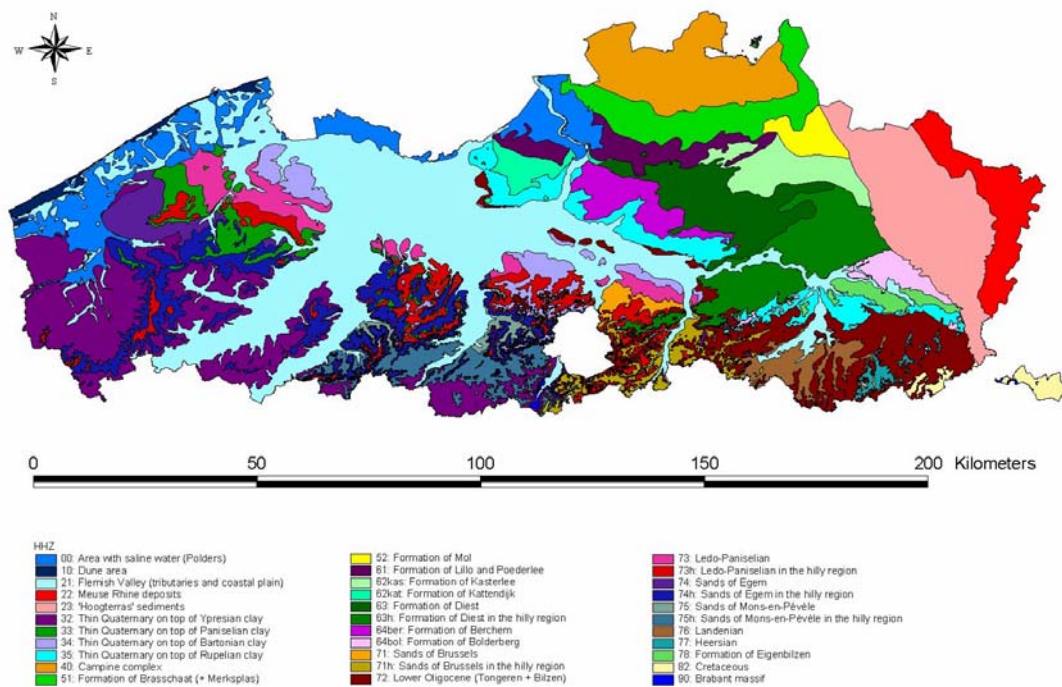 N
W E
S
0 50 100 150 200 Kilometers
HHZ
00: Area with saline water (Polders)
10: Dune area
21: Flemish Valley (tributaries and coastal plain)
22: Meuse Rhine deposits
23: 'Hoogterras' sediments
32: Thin Quaternary on top of Ypresian clay
33: Thin Quaternary on top of Paniselian clay
34: Thin Quaternary on top of Bartonian clay
35: Thin Quaternary on top of Rupelian clay
40: Campine complex
51: Formation of Brasschaat (+ Merksplas)
52: Formation of Mol
61: Formation of Lillo and Poederlee
62kas: Formation of Kasterlee
62kat: Formation of Kattendijk
63: Formation of Diest
63h: Formation of Diest in the hilly region
64ber: Formation of Berchem
64bol: Formation of Bolderberg
71: Sands of Brussels
71h: Sands of Brussels in the hilly region
72: Lower Oligocene (Tongeren + Bilzen)
73: Ledo-Paniselian
73h: Ledo-Paniselian in the hilly region
74: Sands of Egem
74h: Sands of Egem in the hilly region
75: Sands of Mons-en-Pévèle
75h: Sands of Mons-en-Pévèle in the hilly region
76: Landenian
77: Heersian
78: Formation of Eigenbilzen
82: Cretaceous
90: Brabant massif